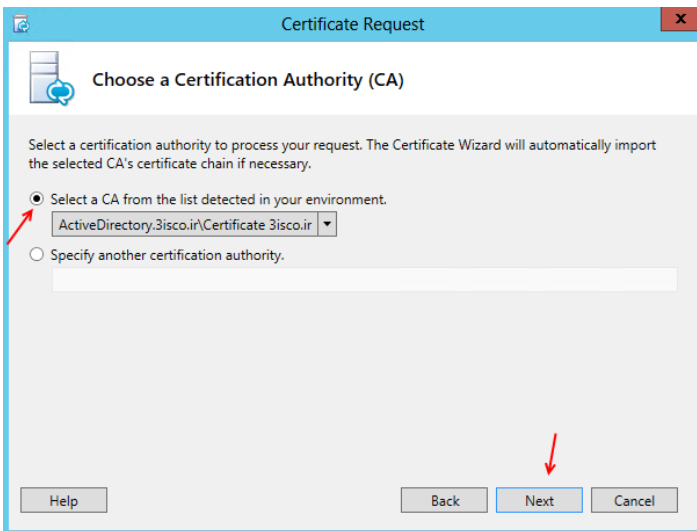 Certificate Request
x
Choose a Certification Authority (CA)
Select a certification authority to process your request. The Certificate Wizard will automatically import
the selected CA's certificate chain if necessary.
Select a CA from the list detected in your environment.
ActiveDirectory.3isco.ir\Certificate 3isco.ir
Specify another certification authority.
Help Back Next Cancel